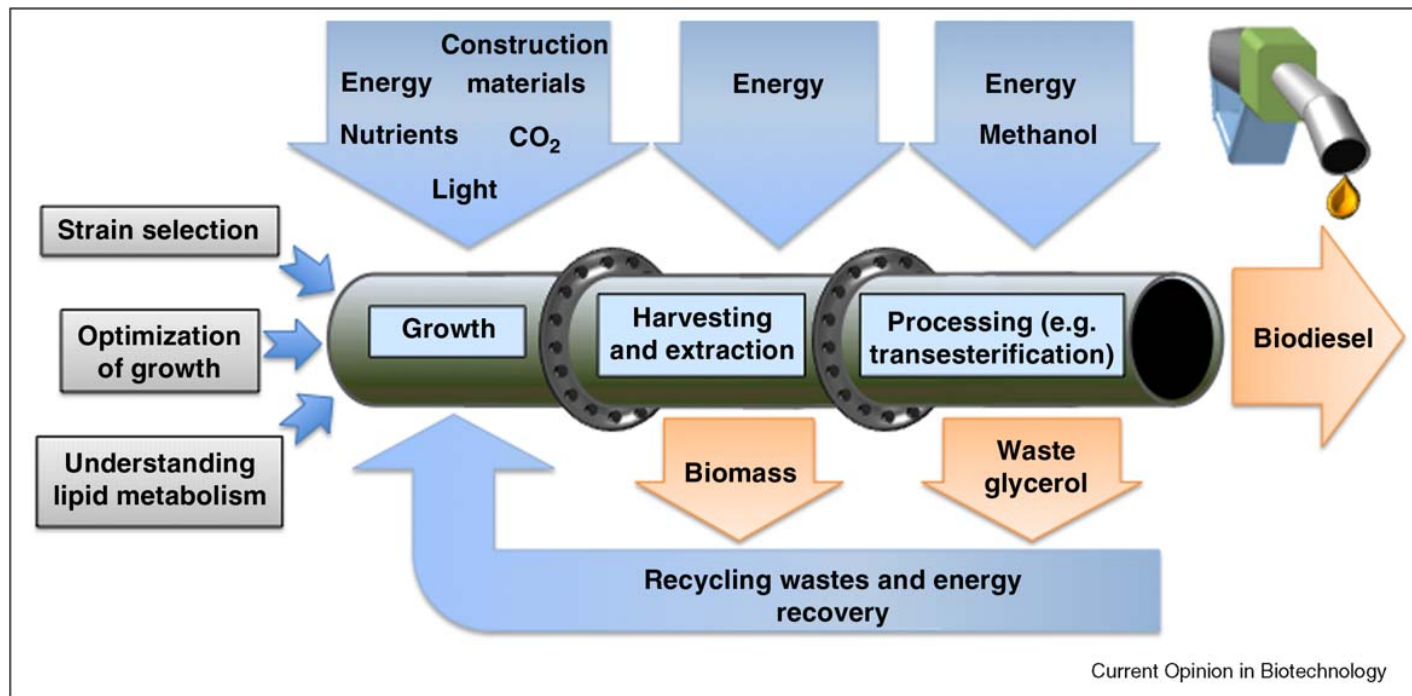 Construction
Energy materials
Nutrients CO₂
Light
Energy
Energy
Methanol
Strain selection
Optimization
of growth
Understanding
lipid metabolism
Growth
Harvesting
and extraction
Processing (e.g.
transesterification)
Biodiesel
Biomass
Waste
glycerol
Recycling wastes and energy
recovery
Current Opinion in Biotechnology